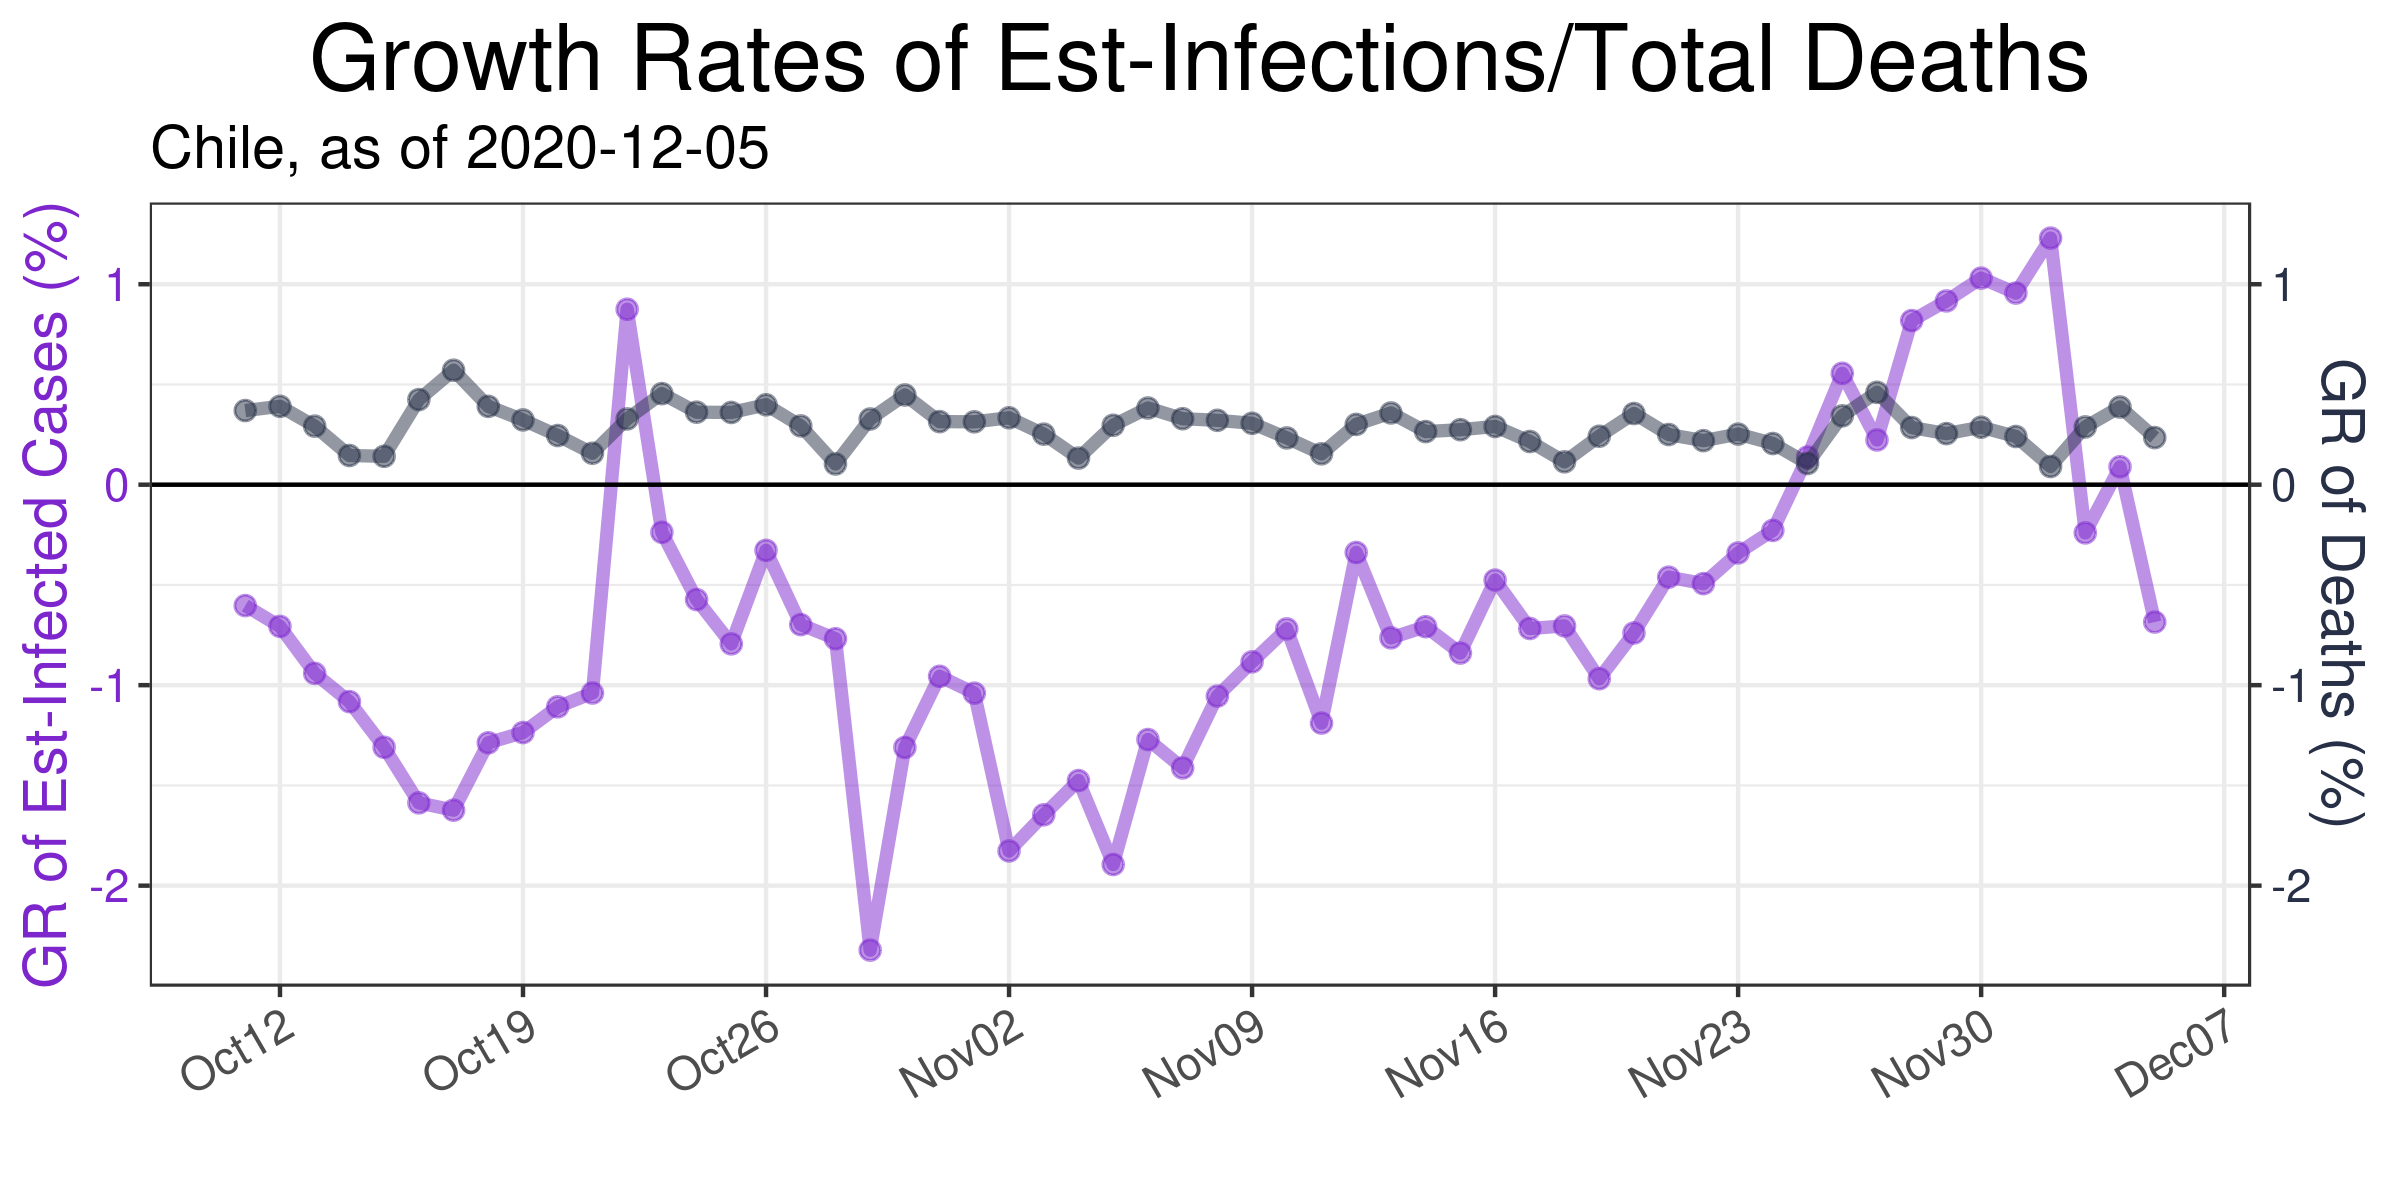 Growth Rates of Est-Infections/Total Deaths
Chile, as of 2020-12-05
GR of Est-Infected Cases (%)
1
0
-1
-2
1
0
-1
-2
GR of Deaths (%)
Oct12
Oct19
Oct26
Nov02
Nov09
Nov16
Nov23
Nov30
Dec07